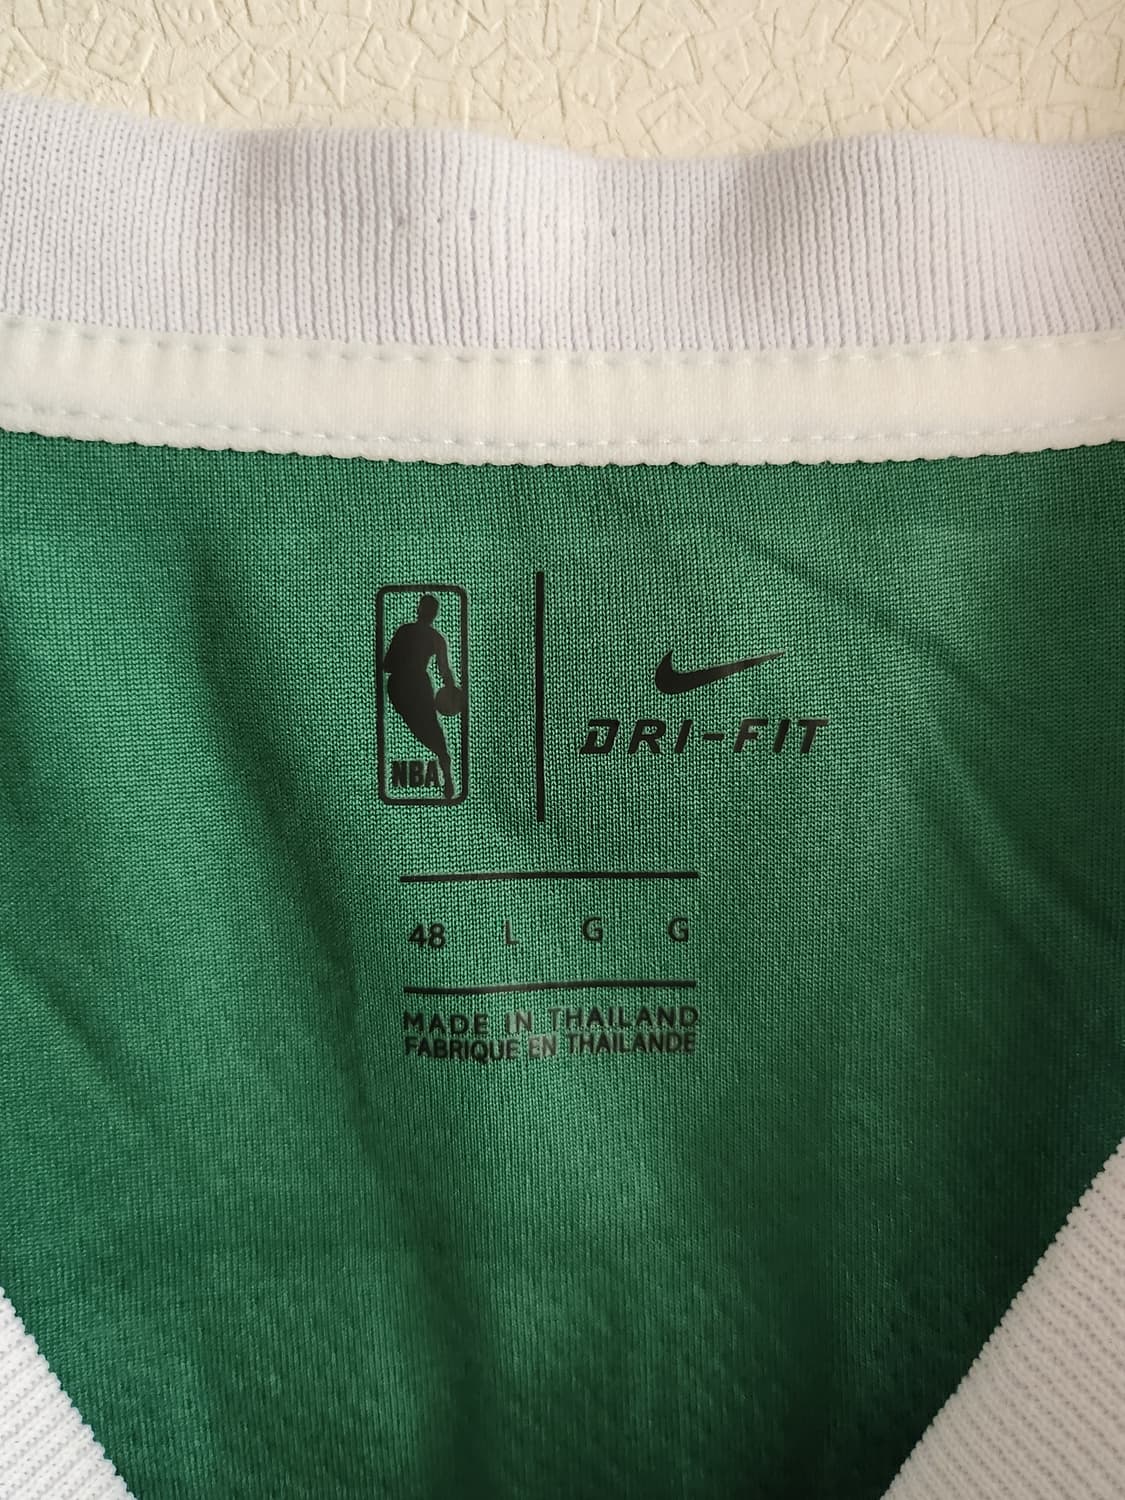 NBA
DRI-FIT
48 L G G
MADE IN THAILAND
FABRIQUE EN THAILANDE